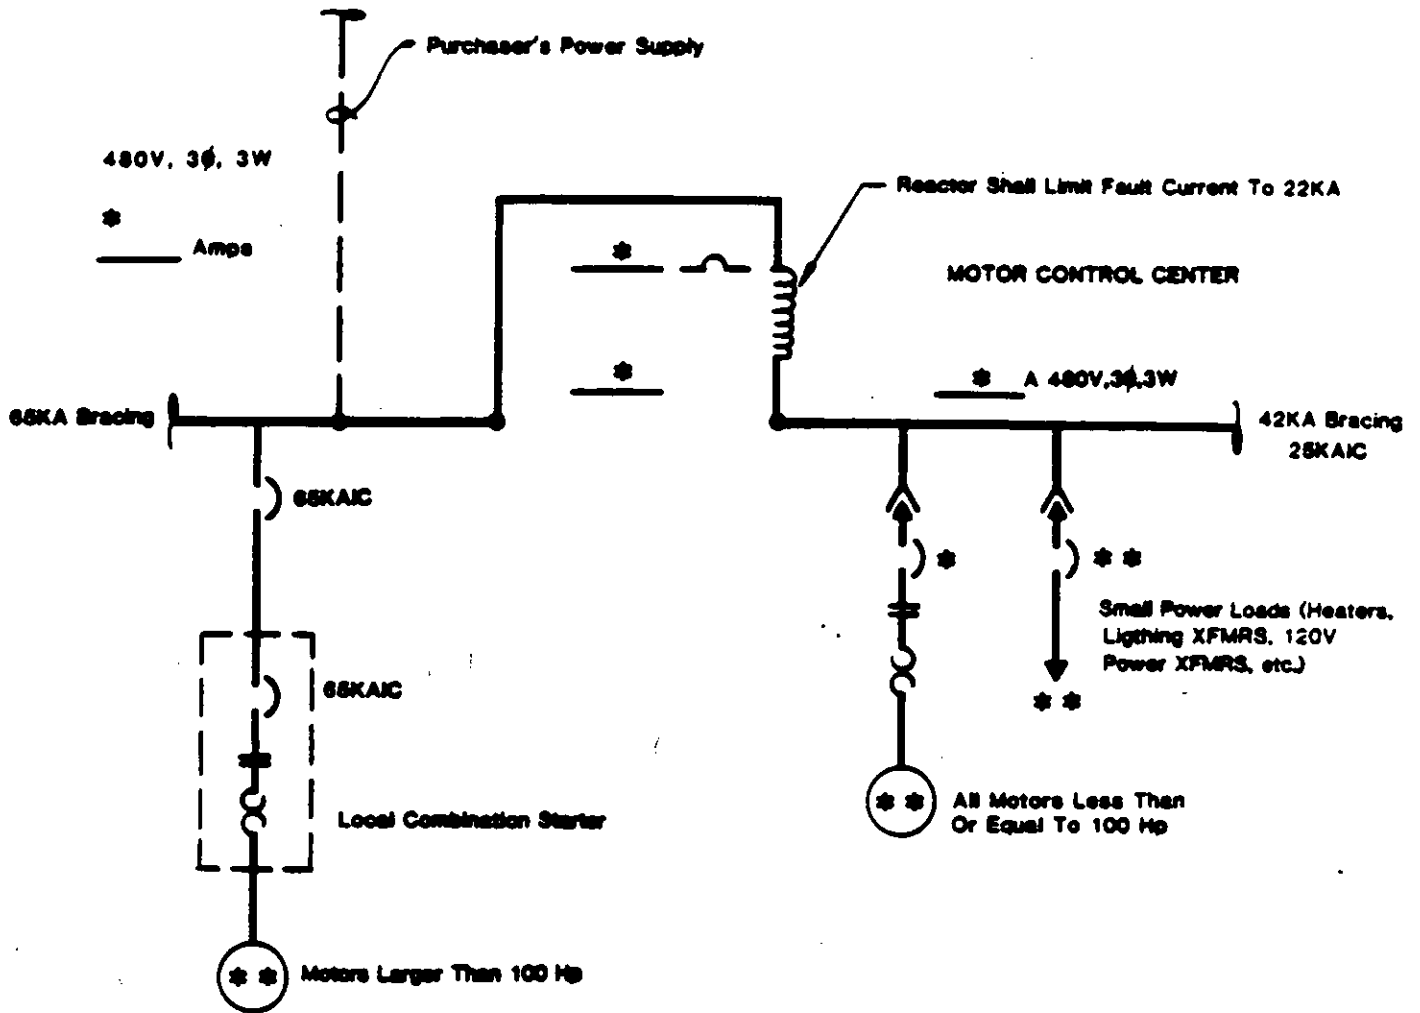 Purchaser's Power Supply
480V, 3ø, 3W
*
Amps
Reactor Shall Limit Fault Current To 22KA
*
MOTOR CONTROL CENTER
*
* A 480V,3ø,3W
65KA Bracing
42KA Bracing
25KAIC
65KAIC
*
* *
Small Power Loads (Heaters,
Ligthing XFMRS, 120V
Power XFMRS, etc.)
* *
65KAIC
Local Combination Starter
* *
All Motors Less Than
Or Equal To 100 Hp
* *
Motors Larger Than 100 Hp